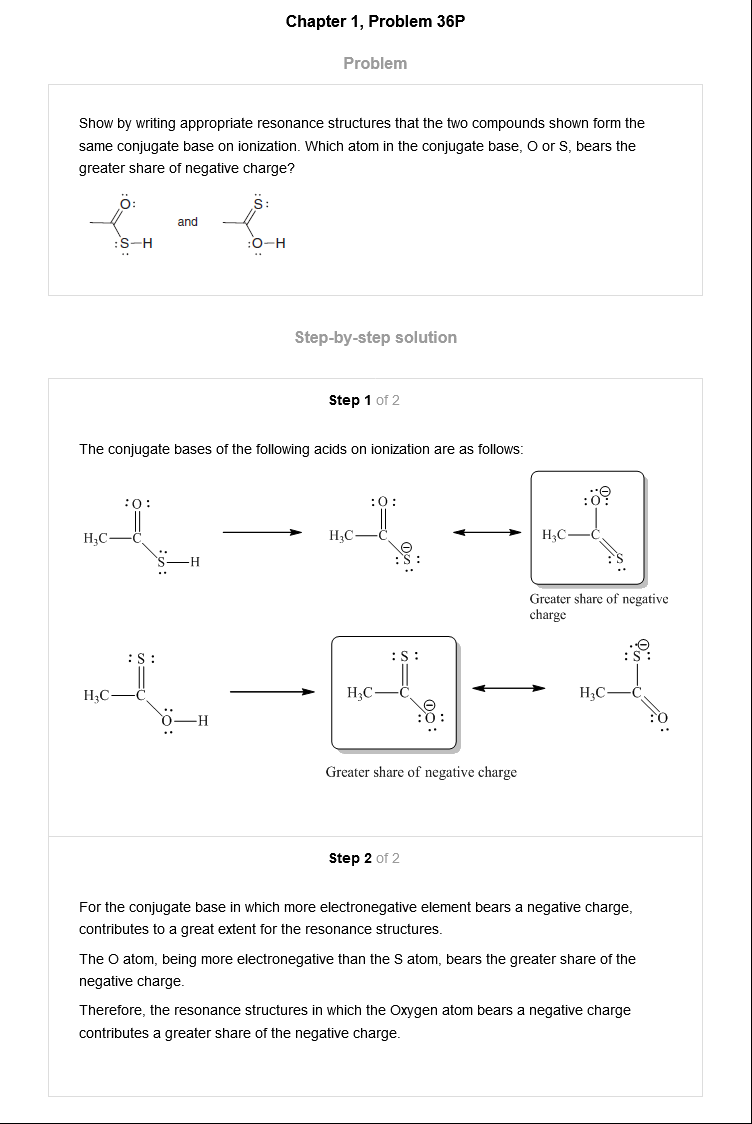 Chapter 1, Problem 36P
Problem
Show by writing appropriate resonance structures that the two compounds shown form the
same conjugate base on ionization. Which atom in the conjugate base, O or S, bears the
greater share of negative charge?
:O: :S:
and
:S–H :O–H
Step-by-step solution
Step 1 of 2
The conjugate bases of the following acids on ionization are as follows:
:O: :O: :O:⊖
H₃C—C H₃C—C H₃C—C
S—H :S:⊖ :S
Greater share of negative
charge
:S: :S: :S:⊖
H₃C—C H₃C—C H₃C—C
O—H :O:⊖ :O
Greater share of negative charge
Step 2 of 2
For the conjugate base in which more electronegative element bears a negative charge,
contributes to a great extent for the resonance structures.
The O atom, being more electronegative than the S atom, bears the greater share of the
negative charge.
Therefore, the resonance structures in which the Oxygen atom bears a negative charge
contributes a greater share of the negative charge.